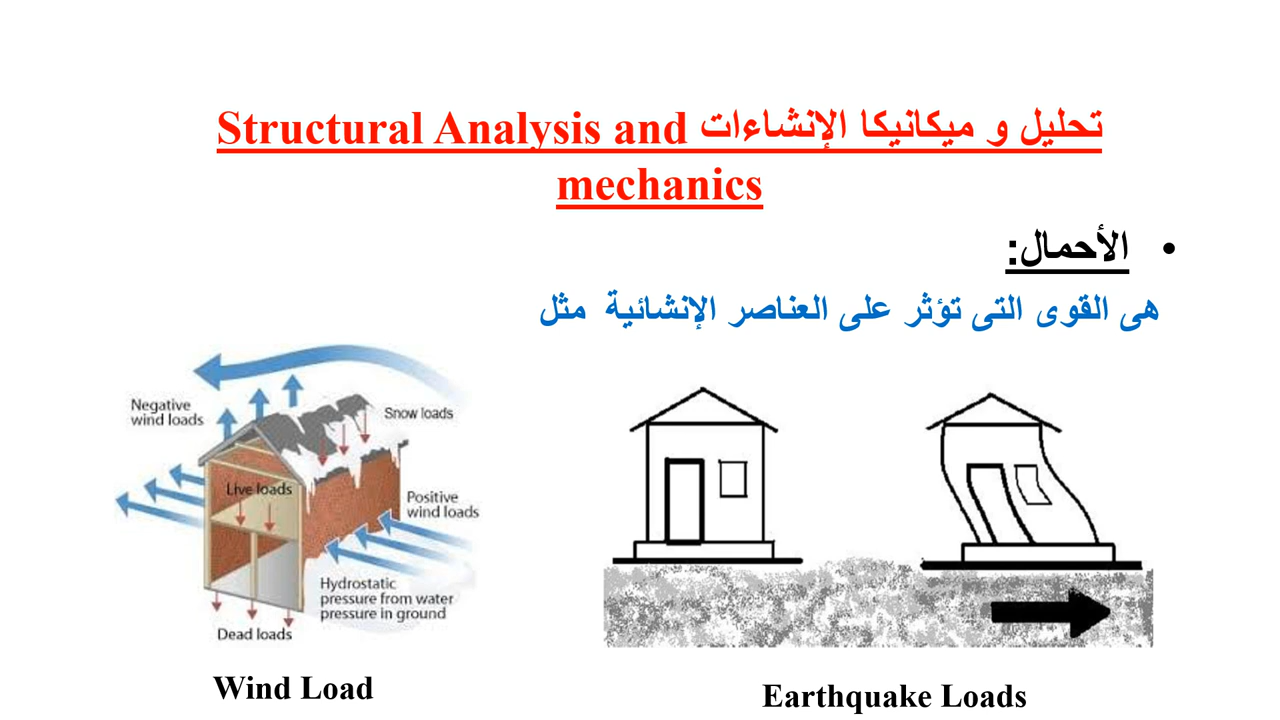 تحليل و ميكانيكا الإنشاءات Structural Analysis and
mechanics
• الأحمال:
هى القوى التى تؤثر على العناصر الإنشائية مثل
Negative
wind loads
Snow loads
Live loads
Positive
wind loads
Hydrostatic
pressure from water
pressure in ground
Dead loads
Wind Load
Earthquake Loads